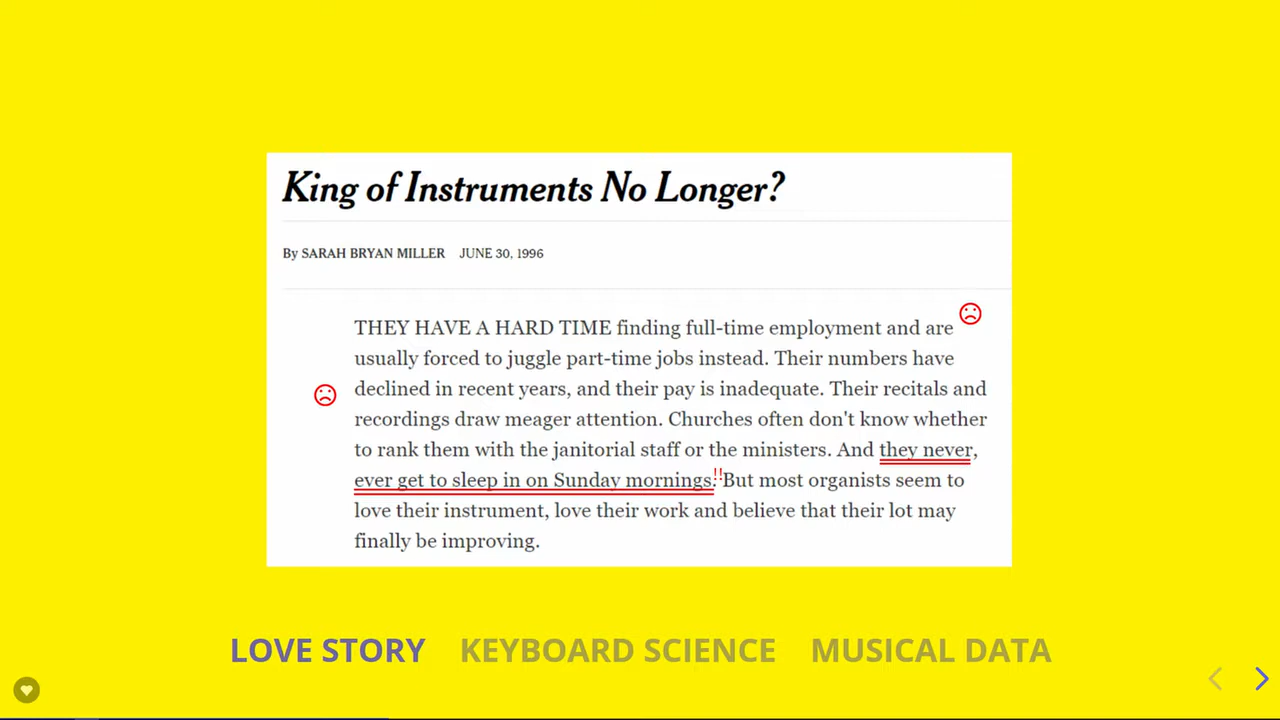 King of Instruments No Longer?
By SARAH BRYAN MILLER JUNE 30, 1996
THEY HAVE A HARD TIME finding full-time employment and are
usually forced to juggle part-time jobs instead. Their numbers have
declined in recent years, and their pay is inadequate. Their recitals and
recordings draw meager attention. Churches often don't know whether
to rank them with the janitorial staff or the ministers. And they never,
ever get to sleep in on Sunday mornings.!! But most organists seem to
love their instrument, love their work and believe that their lot may
finally be improving.
LOVE STORY KEYBOARD SCIENCE MUSICAL DATA